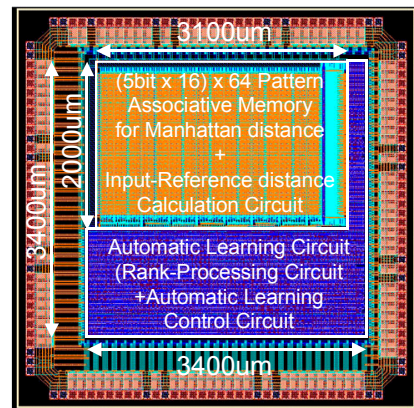 3100um
(5bit x 16) x 64 Pattern
Associative Memory
for Manhattan distance
+
Input-Reference distance
Calculation Circuit
2000um
3400um
Automatic Learning Circuit
(Rank-Processing Circuit
+Automatic Learning
Control Circuit
3400um